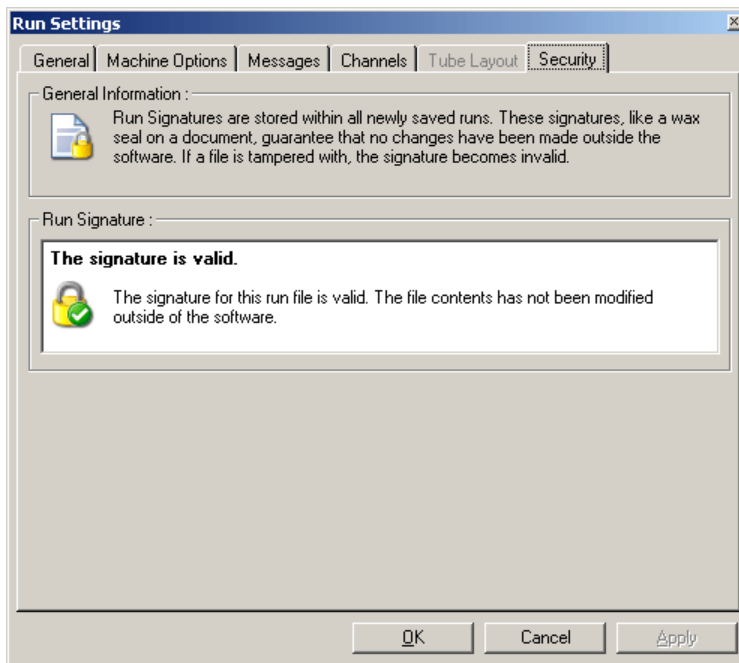 Run Settings
General Machine Options Messages Channels Tube Layout Security
General Information :
Run Signatures are stored within all newly saved runs. These signatures, like a wax
seal on a document, guarantee that no changes have been made outside the
software. If a file is tampered with, the signature becomes invalid.
Run Signature :
The signature is valid.
The signature for this run file is valid. The file contents has not been modified
outside of the software.
OK Cancel Apply